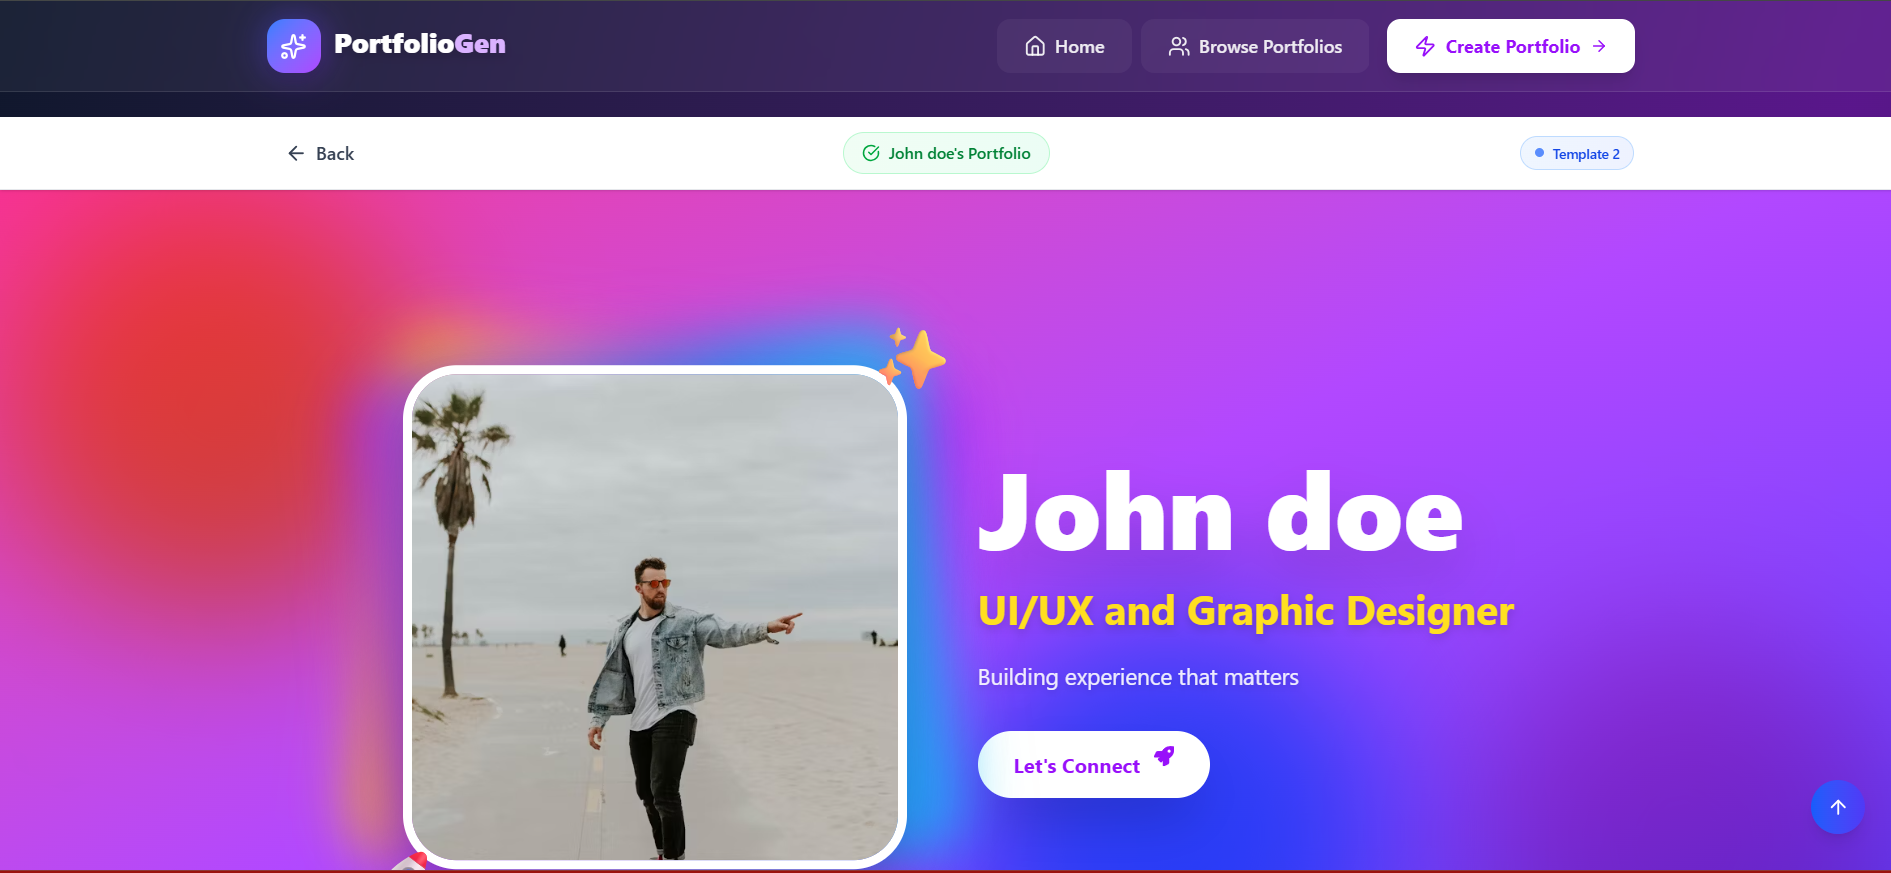 PortfolioGen
Home
Browse Portfolios
Create Portfolio
Back
John doe's Portfolio
Template 2
John doe
UI/UX and Graphic Designer
Building experience that matters
Let's Connect